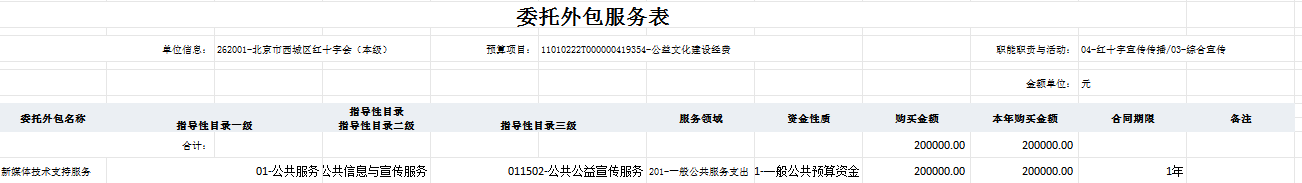 委托外包服务表
单位信息： 262001-北京市西城区红十字会（本级） 预算项目： 11010222T000000419354-公益文化建设经费 职能职责与活动： 04-红十字宣传传播/03-综合宣传
金额单位： 元
委托外包名称 指导性目录 服务领域 资金性质 购买金额 本年购买金额 合同期限 备注
指导性目录一级 指导性目录二级 指导性目录三级
合计： 200000.00 200000.00
新媒体技术支持服务 01-公共服务 公共信息与宣传服务 011502-公共公益宣传服务 201-一般公共服务支出 1-一般公共预算资金 200000.00 200000.00 1年